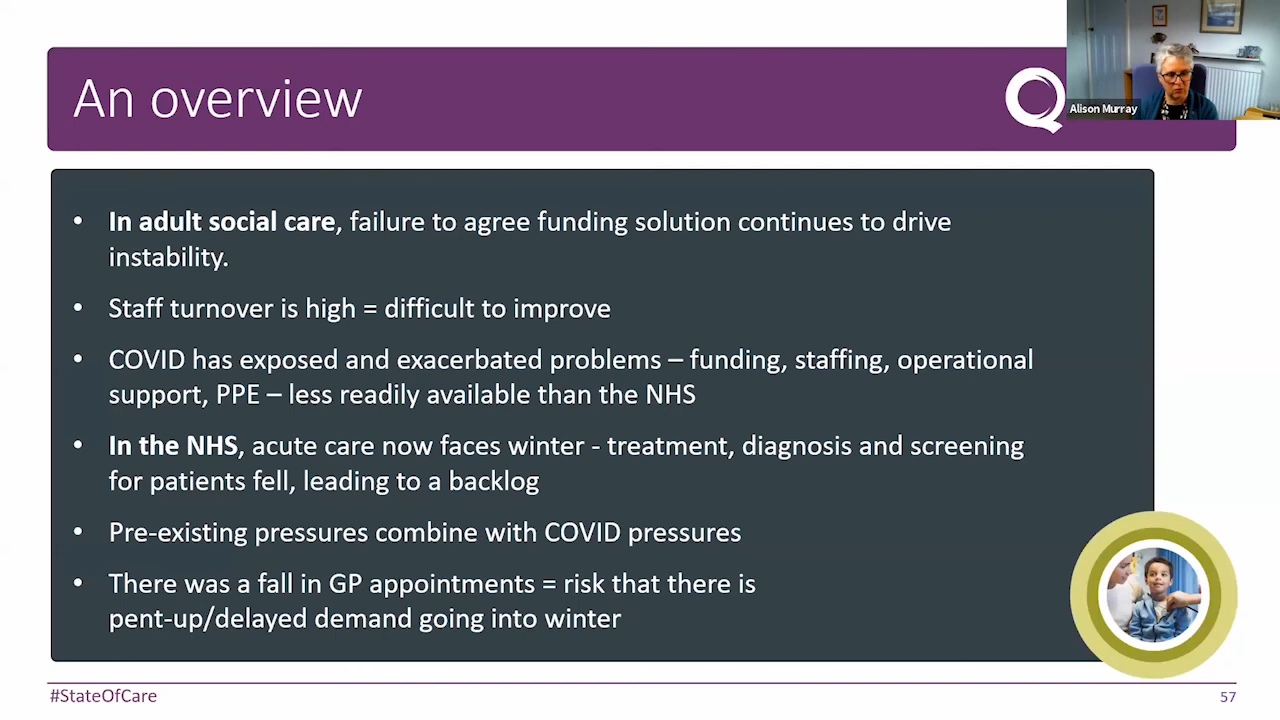 An overview
Alison Murray
• In adult social care, failure to agree funding solution continues to drive
instability.
• Staff turnover is high = difficult to improve
• COVID has exposed and exacerbated problems – funding, staffing, operational
support, PPE – less readily available than the NHS
• In the NHS, acute care now faces winter - treatment, diagnosis and screening
for patients fell, leading to a backlog
• Pre-existing pressures combine with COVID pressures
• There was a fall in GP appointments = risk that there is
pent-up/delayed demand going into winter
#StateOfCare
57